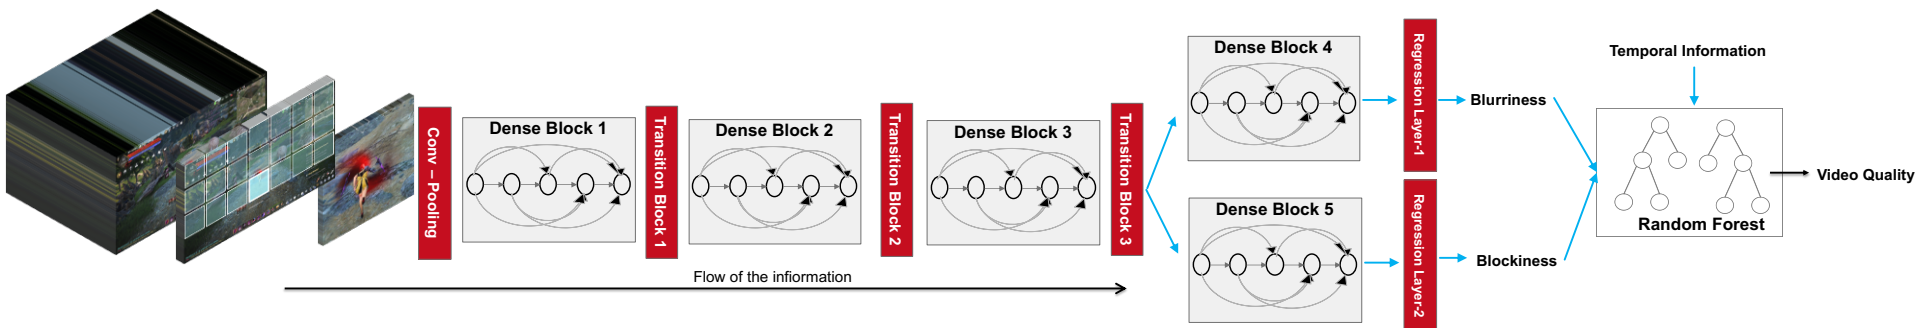 Conv – Pooling
Dense Block 1
Transition Block 1
Dense Block 2
Transition Block 2
Dense Block 3
Transition Block 3
Dense Block 4
Regression Layer-1
Blurriness
Dense Block 5
Regression Layer-2
Blockiness
Temporal Information
Random Forest
Video Quality
Flow of the infiormation